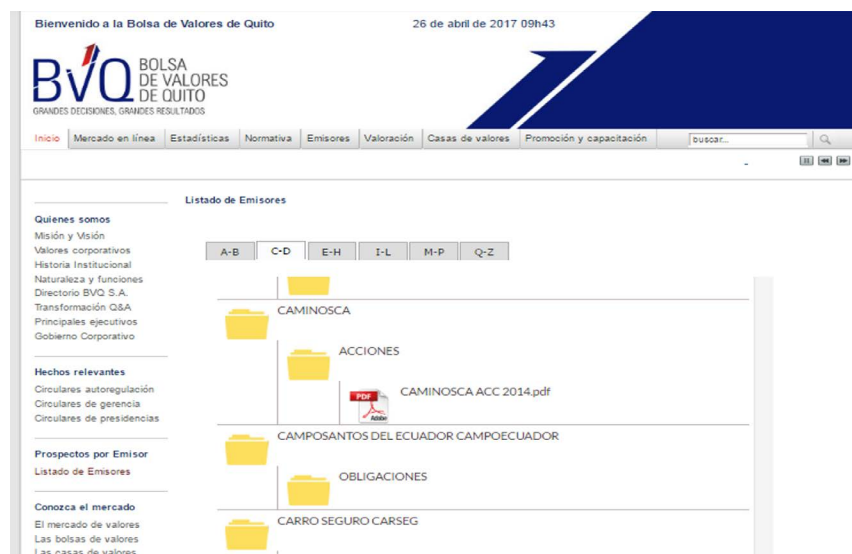 Bienvenido a la Bolsa de Valores de Quito
26 de abril de 2017 09h43
BVQ BOLSA
DE VALORES
DE QUITO
GRANDES DECISIONES, GRANDES RESULTADOS
Inicio Mercado en línea Estadísticas Normativa Emisores Valoración Casas de valores Promoción y capacitación buscar...
Listado de Emisores
Quienes somos
Misión y Visión
Valores corporativos
Historia Institucional
Naturaleza y funciones
Directorio BVQ S.A.
Transformación Q&A
Principales ejecutivos
Gobierno Corporativo
Hechos relevantes
Circulares autoregulación
Circulares de gerencia
Circulares de presidencias
Prospectos por Emisor
Listado de Emisores
Conozca el mercado
El mercado de valores
Las bolsas de valores
Las casas de valores
A-B C-D E-H I-L M-P Q-Z
CAMINOSCA
ACCIONES
PDF
Adobe
CAMINOSCA ACC 2014.pdf
CAMPOSANTOS DEL ECUADOR CAMPOECUADOR
OBLIGACIONES
CARRO SEGURO CARSEG